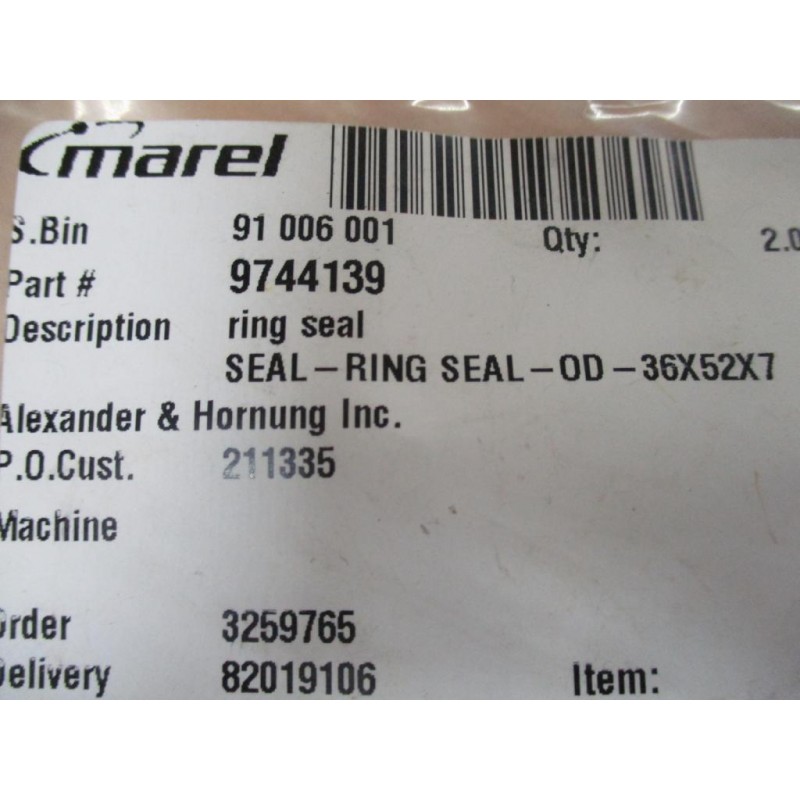 marel
S.Bin 91 006 001 Qty: 2.0
Part # 9744139
Description ring seal
SEAL-RING SEAL-OD-36X52X7
Alexander & Hornung Inc.
P.O.Cust. 211335
Machine
Order 3259765
Delivery 82019106 Item: